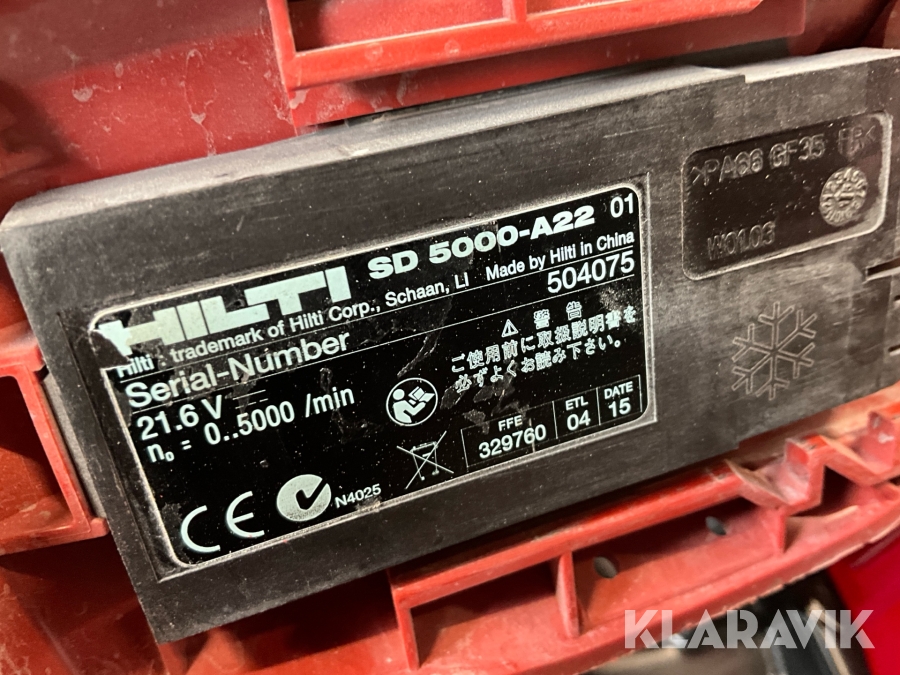 HILTI SD 5000-A22 01
Hilti trademark of Hilti Corp., Schaan, LI Made by Hilti in China
Serial-Number 504075
21.6 V
n₀ = 0..5000 /min
⚠ 警告
ご使用前に取扱説明書を
必ずよくお読み下さい。
FFE 329760
ETL 04
DATE 15
CE N4025
>PA66 GF35 FR<
W01.03
KLARAVIK